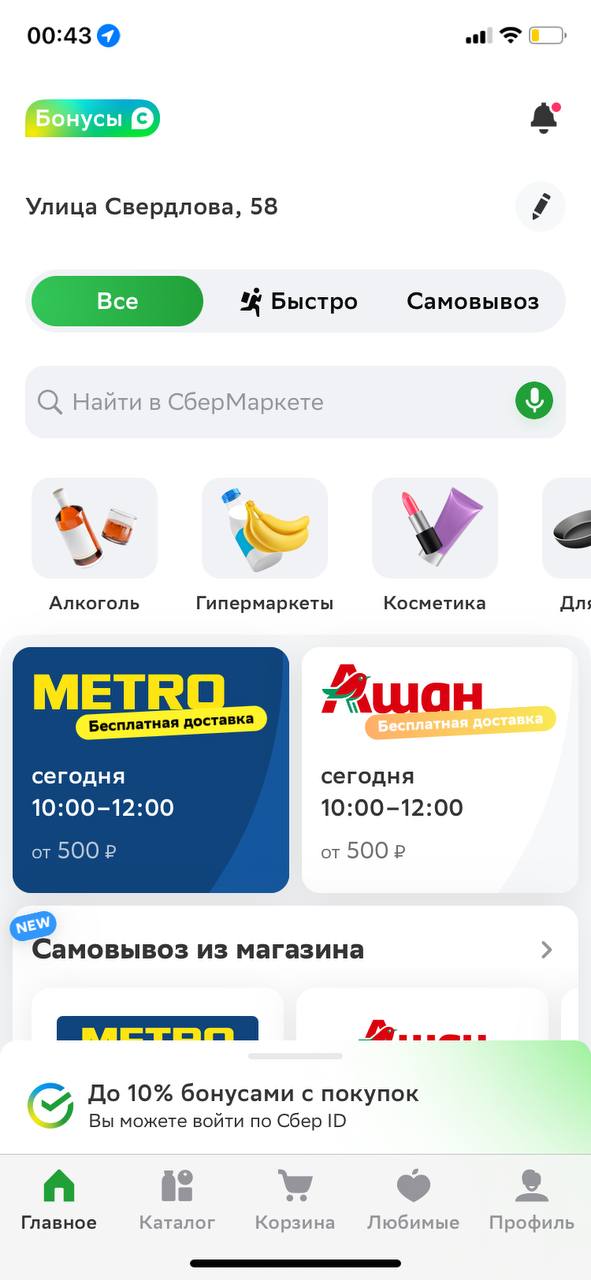 00:43
Бонусы
Улица Свердлова, 58
Все
Быстро
Самовывоз
Найти в СберМаркете
Алкоголь
Гипермаркеты
Косметика
Для
METRO
Бесплатная доставка
сегодня
10:00–12:00
от 500 ₽
Ашан
Бесплатная доставка
сегодня
10:00–12:00
от 500 ₽
NEW
Самовывоз из магазина
METRO
Ашан
До 10% бонусами с покупок
Вы можете войти по Сбер ID
Главное
Каталог
Корзина
Любимые
Профиль